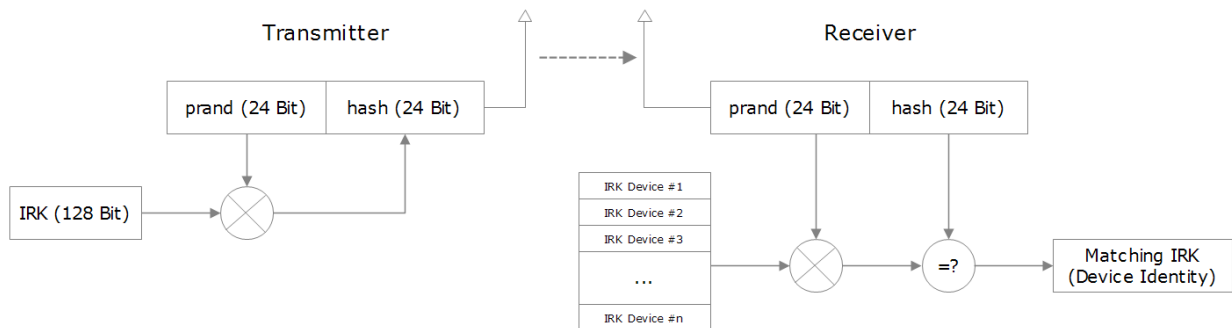 Transmitter
Receiver
prand (24 Bit)
hash (24 Bit)
prand (24 Bit)
hash (24 Bit)
IRK (128 Bit)
IRK Device #1
IRK Device #2
IRK Device #3
...
IRK Device #n
=?
Matching IRK
(Device Identity)